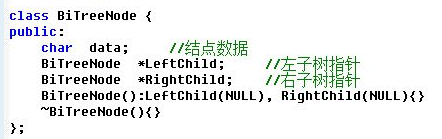 class BiTreeNode {
public:
    char  data;    //结点数据
    BiTreeNode  *LeftChild;    //左子树指针
    BiTreeNode  *RightChild;    //右子树指针
    BiTreeNode():LeftChild(NULL), RightChild(NULL){}
    ~BiTreeNode(){}
};